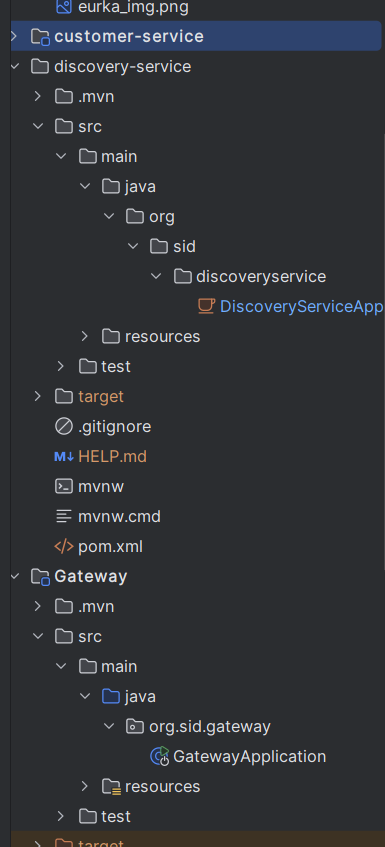 eurka_img.png
customer-service
discovery-service
.mvn
src
main
java
org
sid
discoveryservice
DiscoveryServiceApp
resources
test
target
.gitignore
M↓ HELP.md
mvnw
mvnw.cmd
pom.xml
Gateway
.mvn
src
main
java
org.sid.gateway
GatewayApplication
resources
test
target